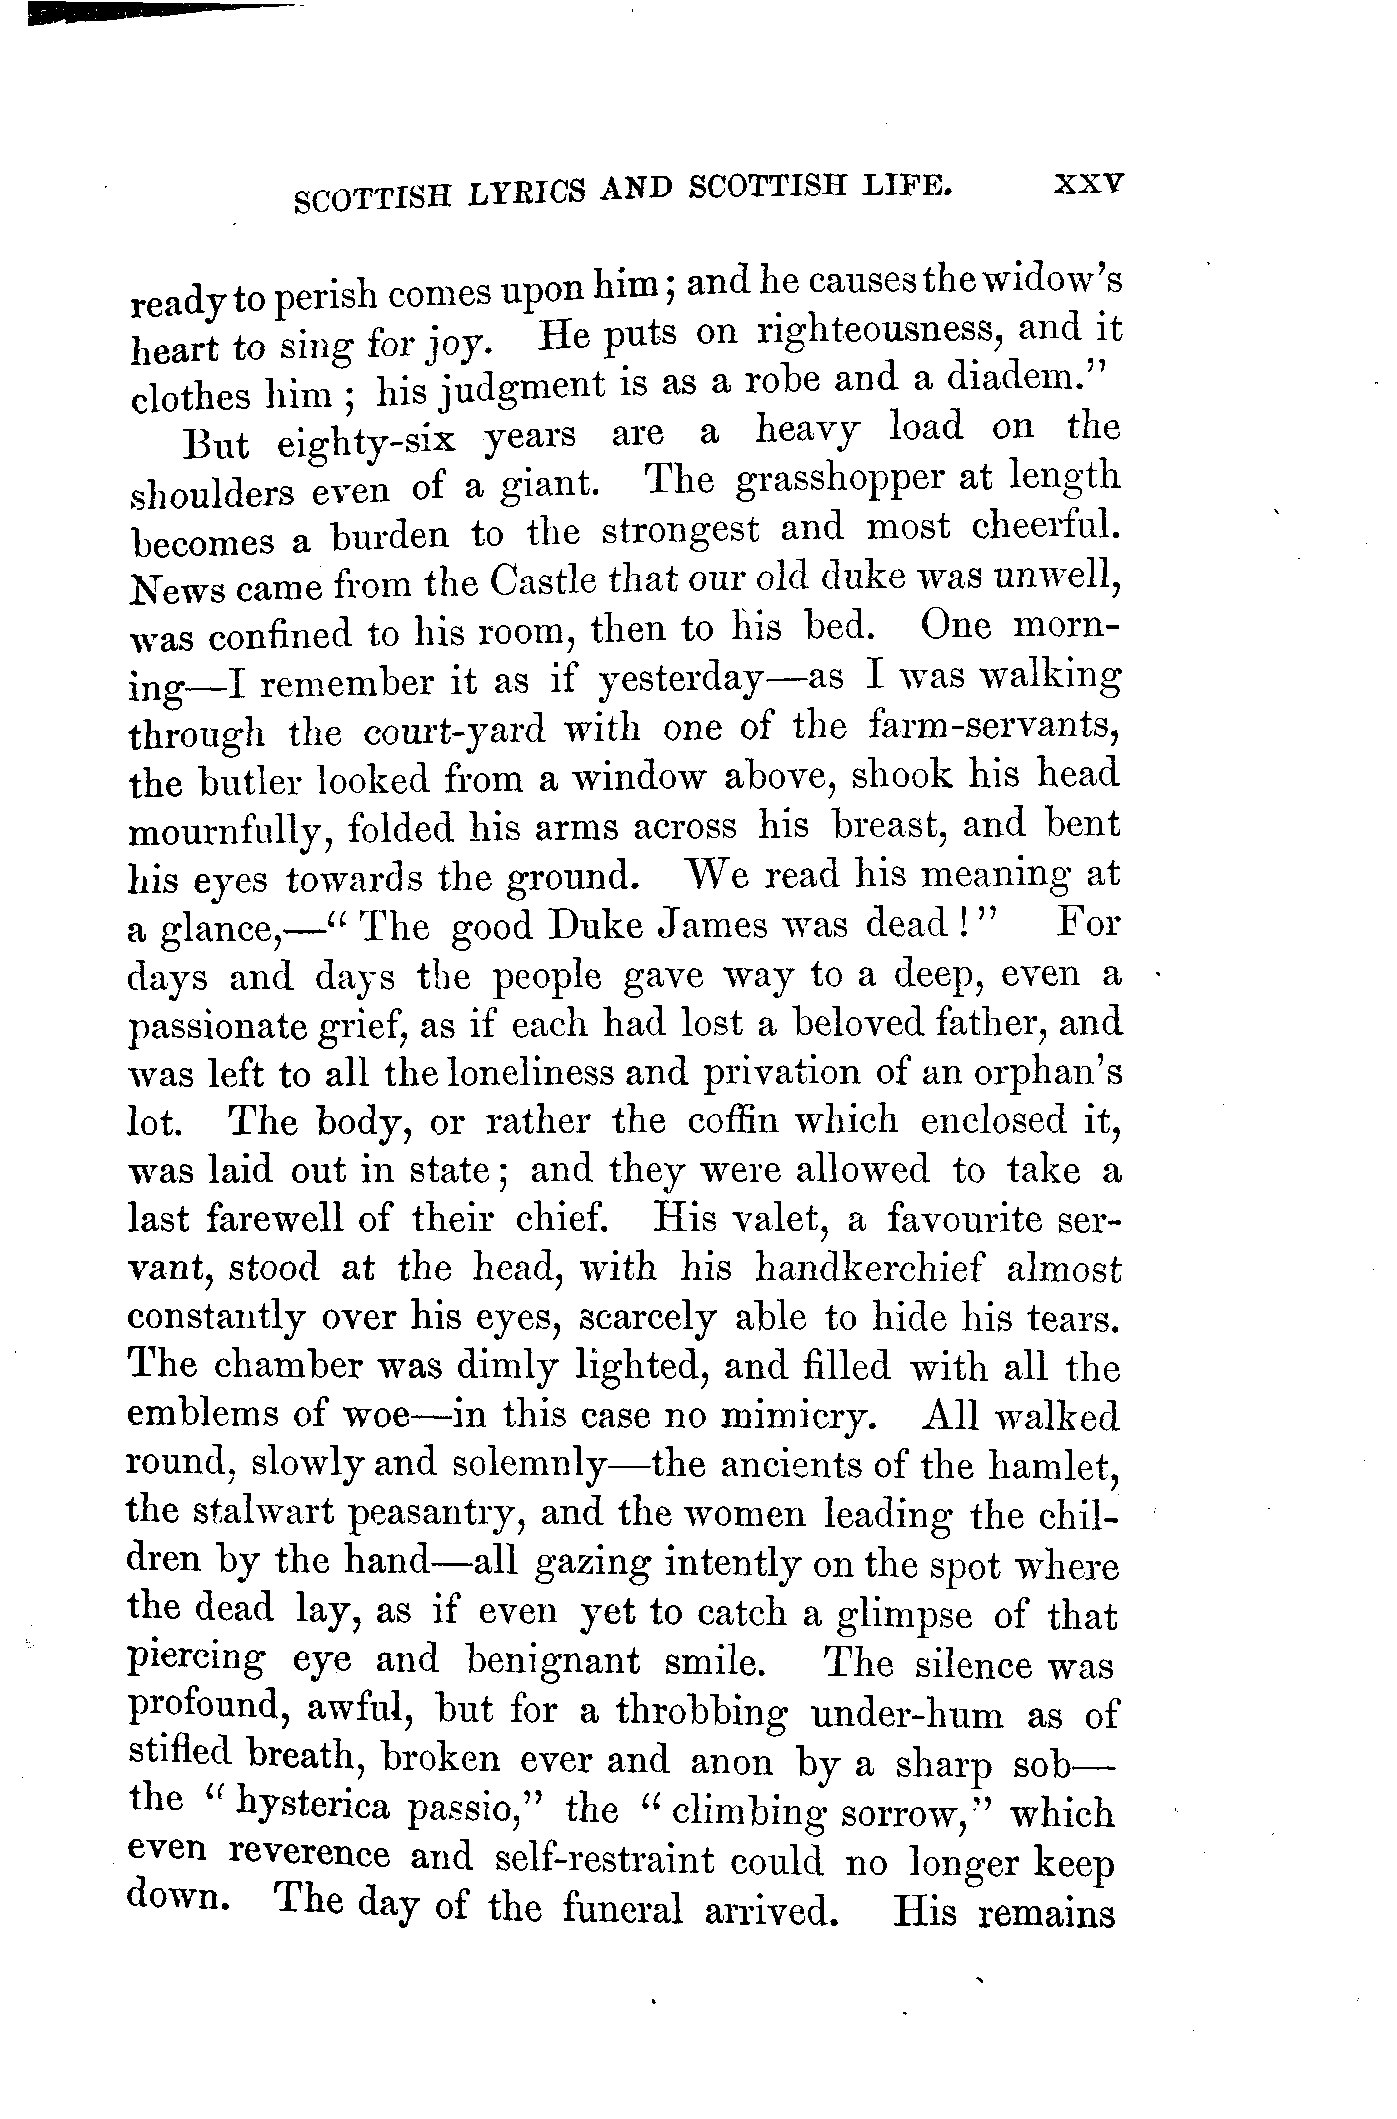 SCOTTISH LYRICS AND SCOTTISH LIFE. XXV
ready to perish comes upon him; and he causes the widow's
heart to sing for joy. He puts on righteousness, and it
clothes him; his judgment is as a robe and a diadem."
But eighty-six years are a heavy load on the
shoulders even of a giant. The grasshopper at length
becomes a burden to the strongest and most cheerful.
News came from the Castle that our old duke was unwell,
was confined to his room, then to his bed. One morn-
ing—I remember it as if yesterday—as I was walking
through the court-yard with one of the farm-servants,
the butler looked from a window above, shook his head
mournfully, folded his arms across his breast, and bent
his eyes towards the ground. We read his meaning at
a glance,—"The good Duke James was dead!" For
days and days the people gave way to a deep, even a
passionate grief, as if each had lost a beloved father, and
was left to all the loneliness and privation of an orphan's
lot. The body, or rather the coffin which enclosed it,
was laid out in state; and they were allowed to take a
last farewell of their chief. His valet, a favourite ser-
vant, stood at the head, with his handkerchief almost
constantly over his eyes, scarcely able to hide his tears.
The chamber was dimly lighted, and filled with all the
emblems of woe—in this case no mimicry. All walked
round, slowly and solemnly—the ancients of the hamlet,
the stalwart peasantry, and the women leading the chil-
dren by the hand—all gazing intently on the spot where
the dead lay, as if even yet to catch a glimpse of that
piercing eye and benignant smile. The silence was
profound, awful, but for a throbbing under-hum as of
stifled breath, broken ever and anon by a sharp sob—
the "hysterica passio," the "climbing sorrow," which
even reverence and self-restraint could no longer keep
down. The day of the funeral arrived. His remains